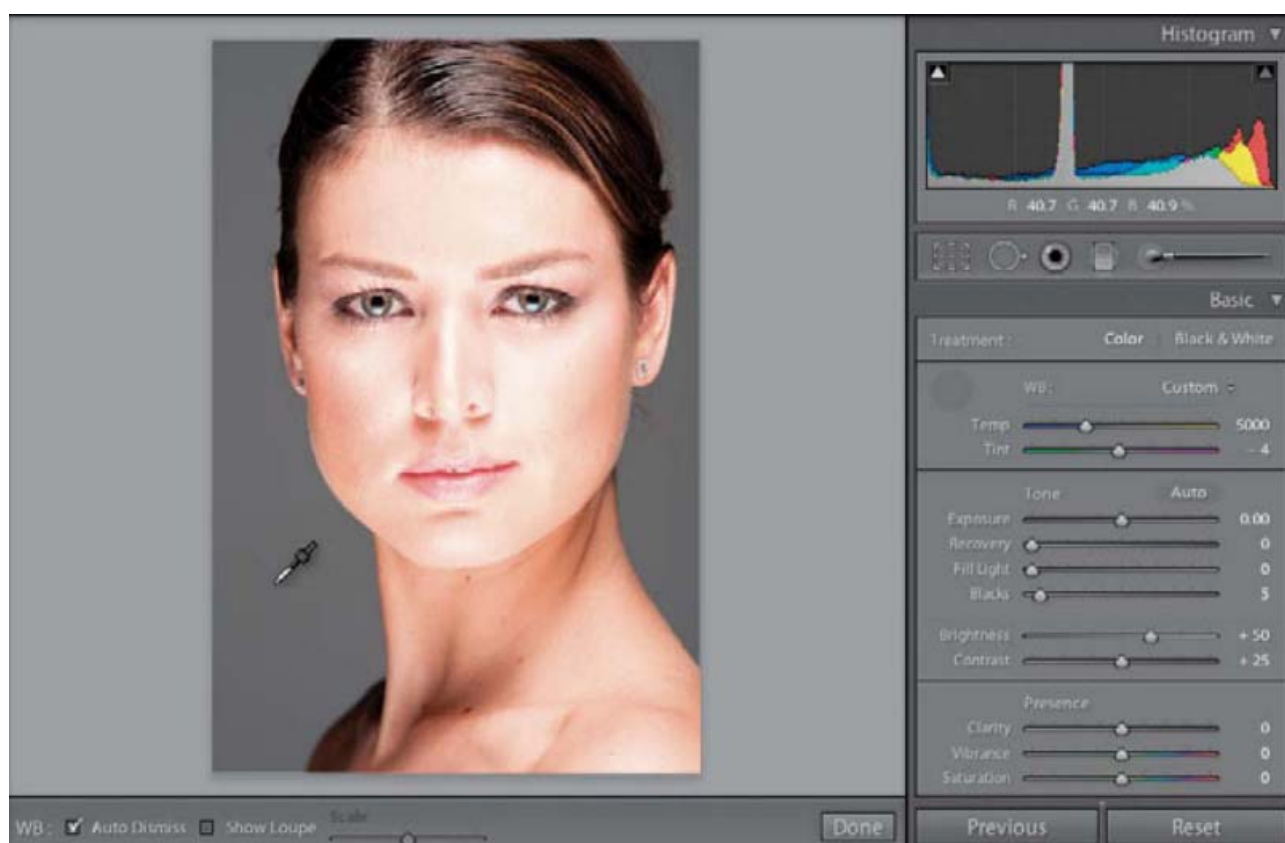 Histogram
R 40.7 G 40.7 B 40.9 %
Basic
Treatment : Color Black & White
WB : Custom
Temp 5000
Tint - 4
Tone Auto
Exposure 0.00
Recovery 0
Fill Light 0
Blacks 5
Brightness + 50
Contrast + 25
Presence
Clarity 0
Vibrance 0
Saturation 0
WB : Auto Dismiss Show Loupe Scale Done
Previous Reset